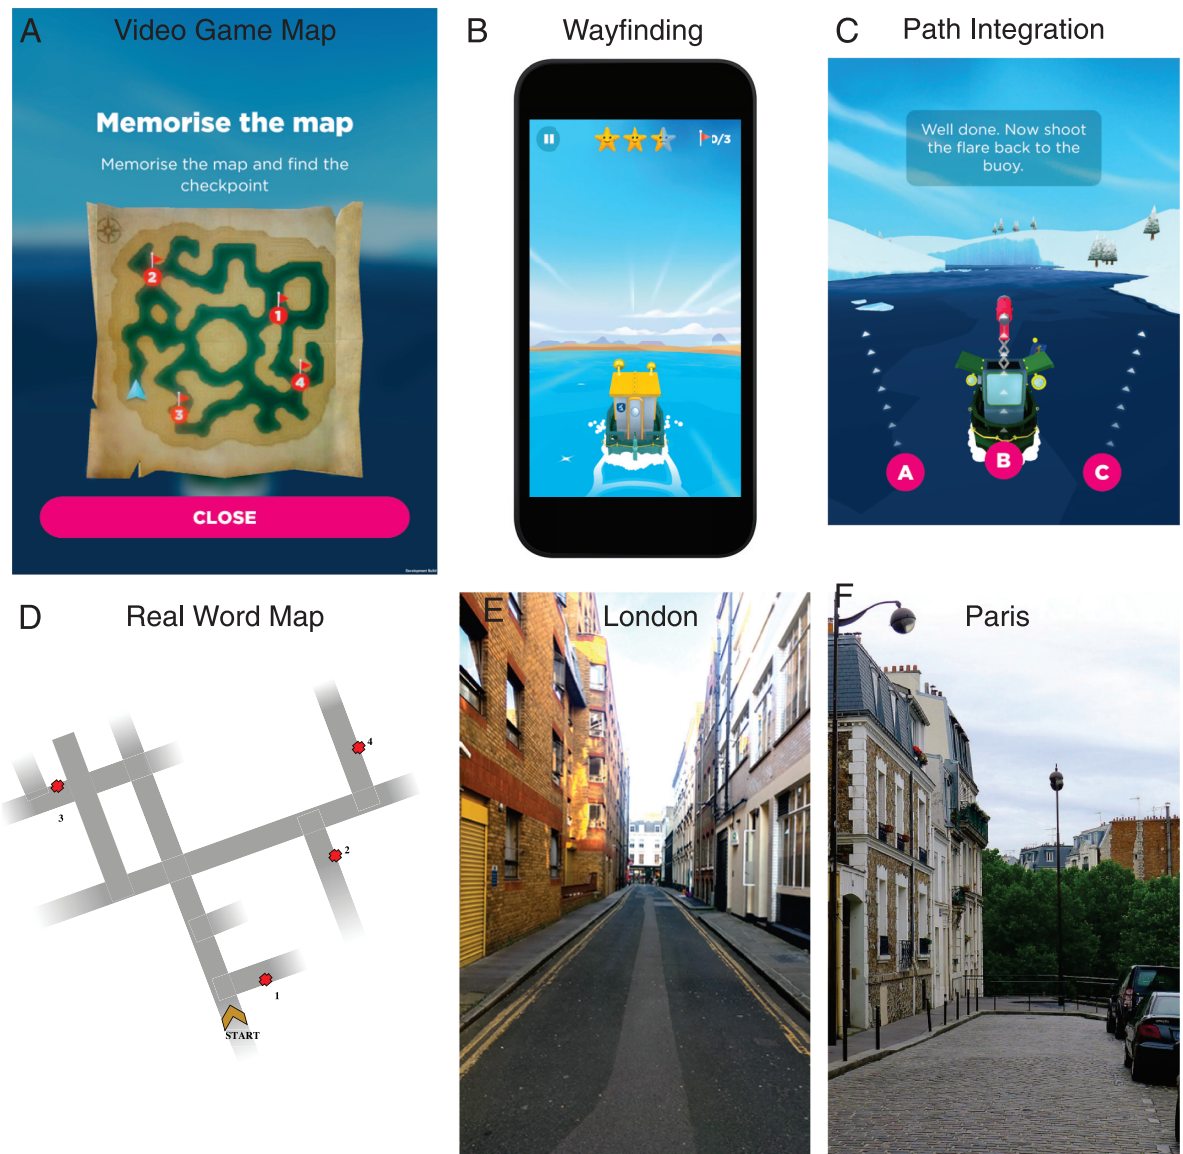 A Video Game Map
Memorise the map
Memorise the map and find the
checkpoint
2
1
4
3
CLOSE
Development Build
B Wayfinding
0/3
C Path Integration
Well done. Now shoot
the flare back to the
buoy.
A
B
C
D Real Word Map
4
3
2
1
START
E London
F Paris